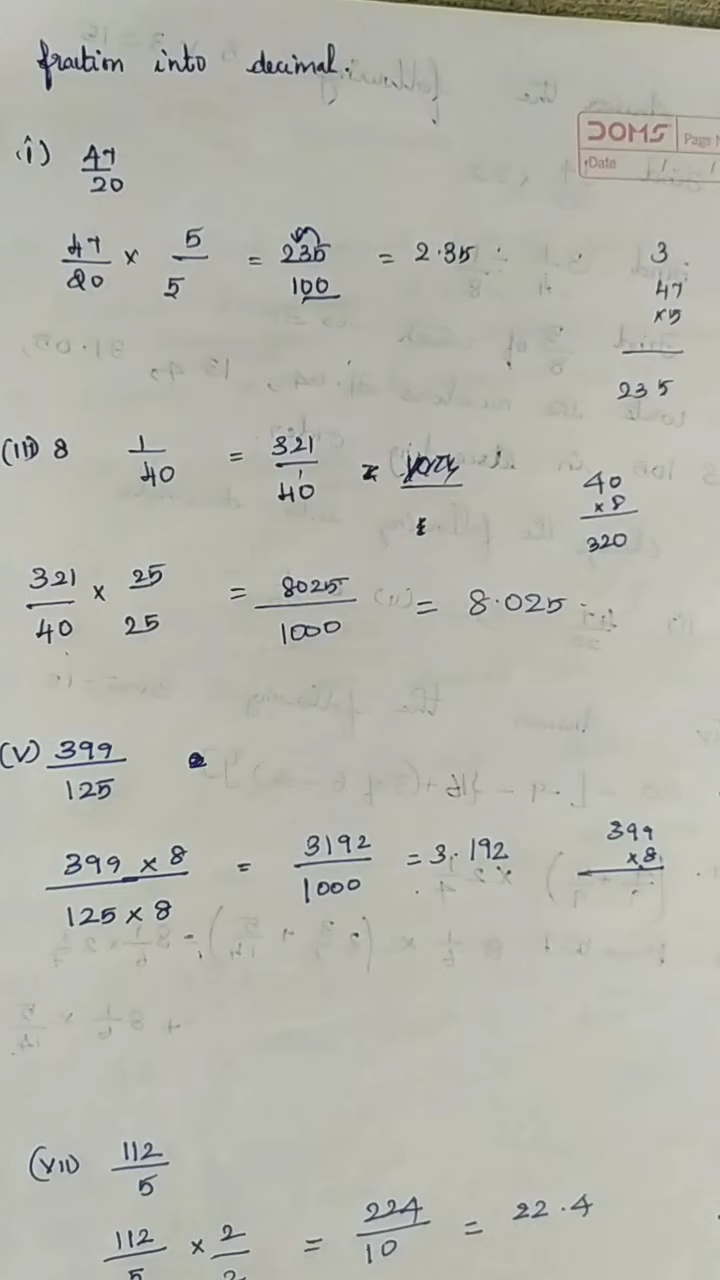 fraction into decimal.
DOMS Page N
Date / /
(i) 47/20
47/20 × 5/5 = 235/100 = 2.35
3
47
×5
235
(iii) 8 1/40 = 321/40 =
40
×8
320
321/40 × 25/25 = 8025/1000 = 8.025
(v) 399/125
399 × 8/125 × 8 = 3192/1000 = 3.192
399
×8
(vii) 112/5
112/5 × 2/2 = 224/10 = 22.4